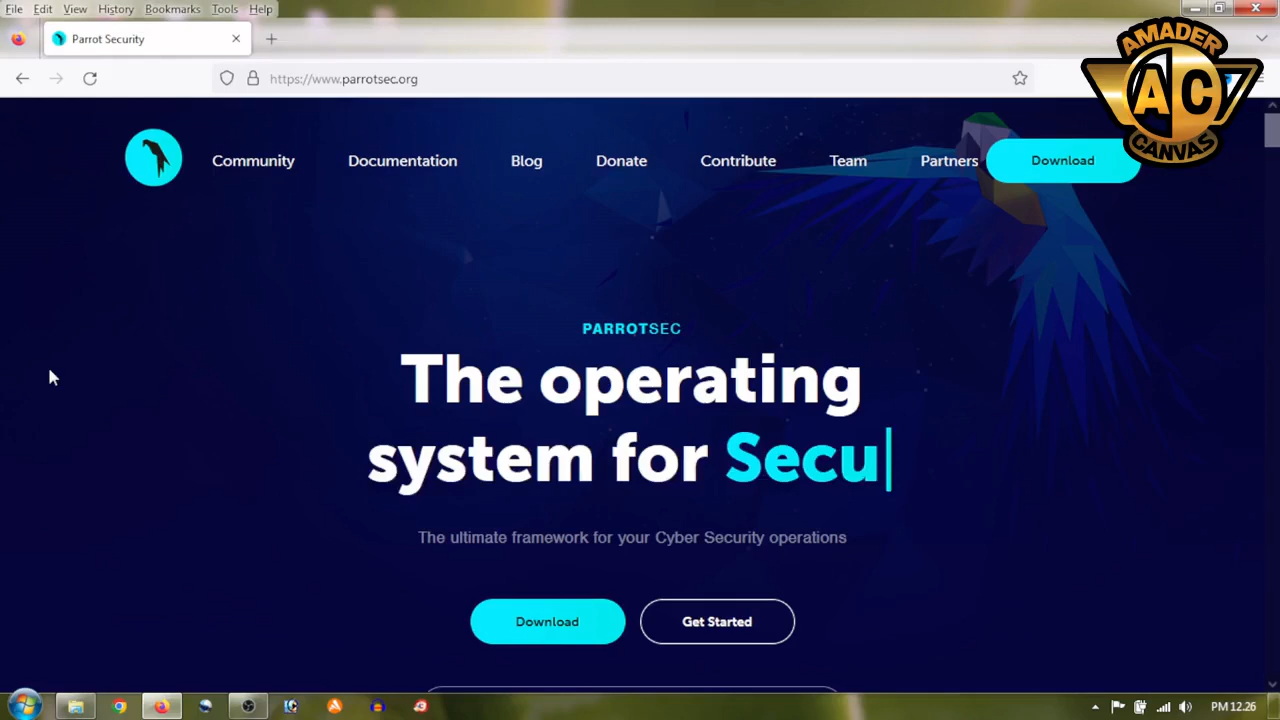 File Edit View History Bookmarks Tools Help
Parrot Security
https://www.parrotsec.org
AMADER
AC
CANVAS
Community Documentation Blog Donate Contribute Team Partners Download
PARROTSEC
The operating
system for Secu
The ultimate framework for your Cyber Security operations
Download Get Started
PM 12.26